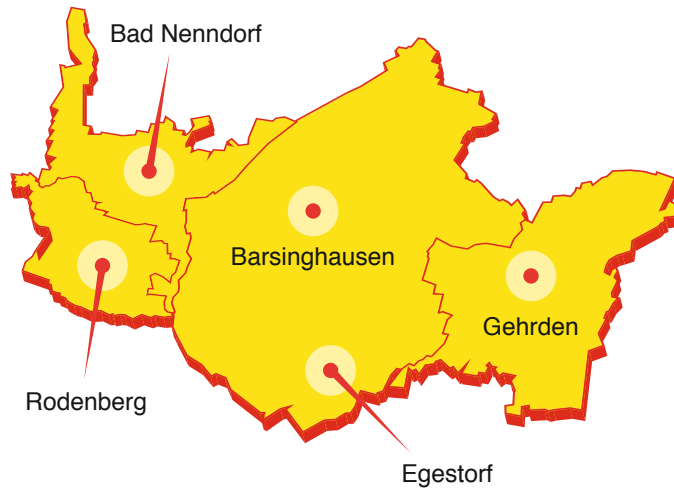 Bad Nenndorf
Barsinghausen
Gehrden
Rodenberg
Egestorf